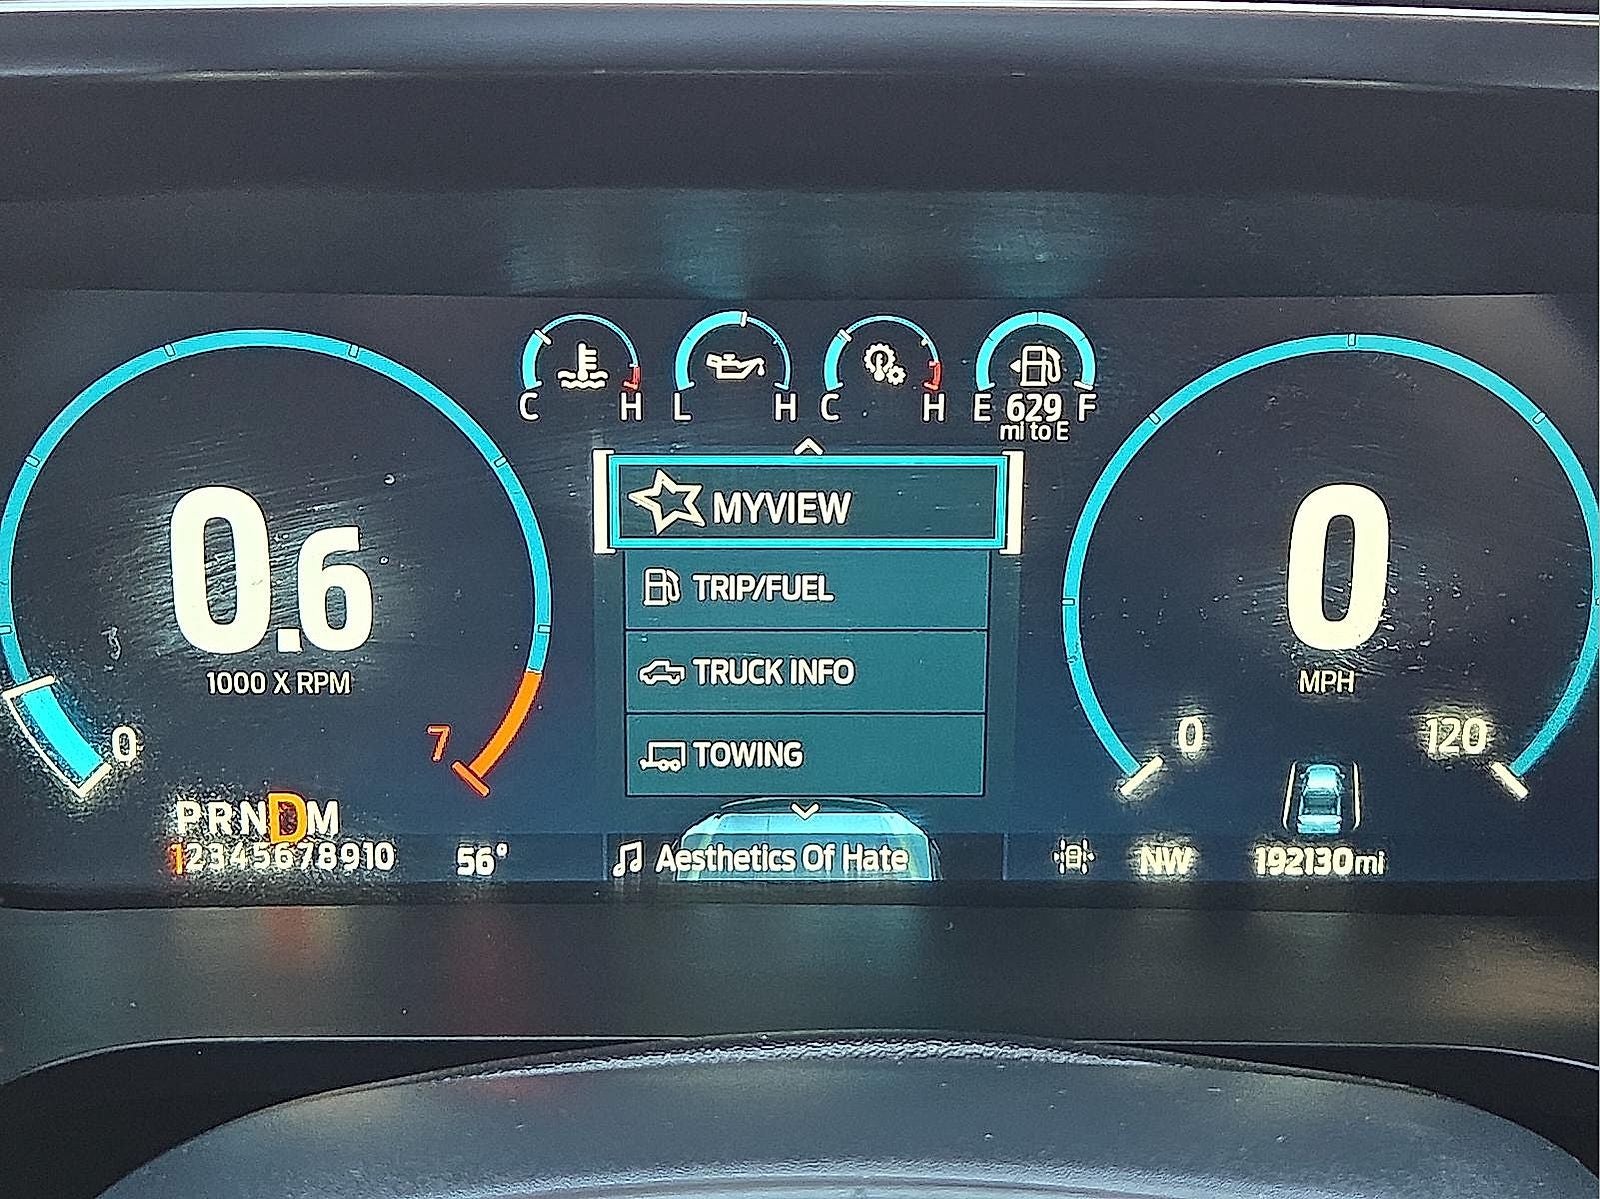 C H L H C H E 629 F
mi to E
MYVIEW
TRIP/FUEL
TRUCK INFO
TOWING
0.6
1000 X RPM
0 7
0
MPH
0 120
PRNDM
12345678910
56°
Aesthetics Of Hate
NW
192130mi